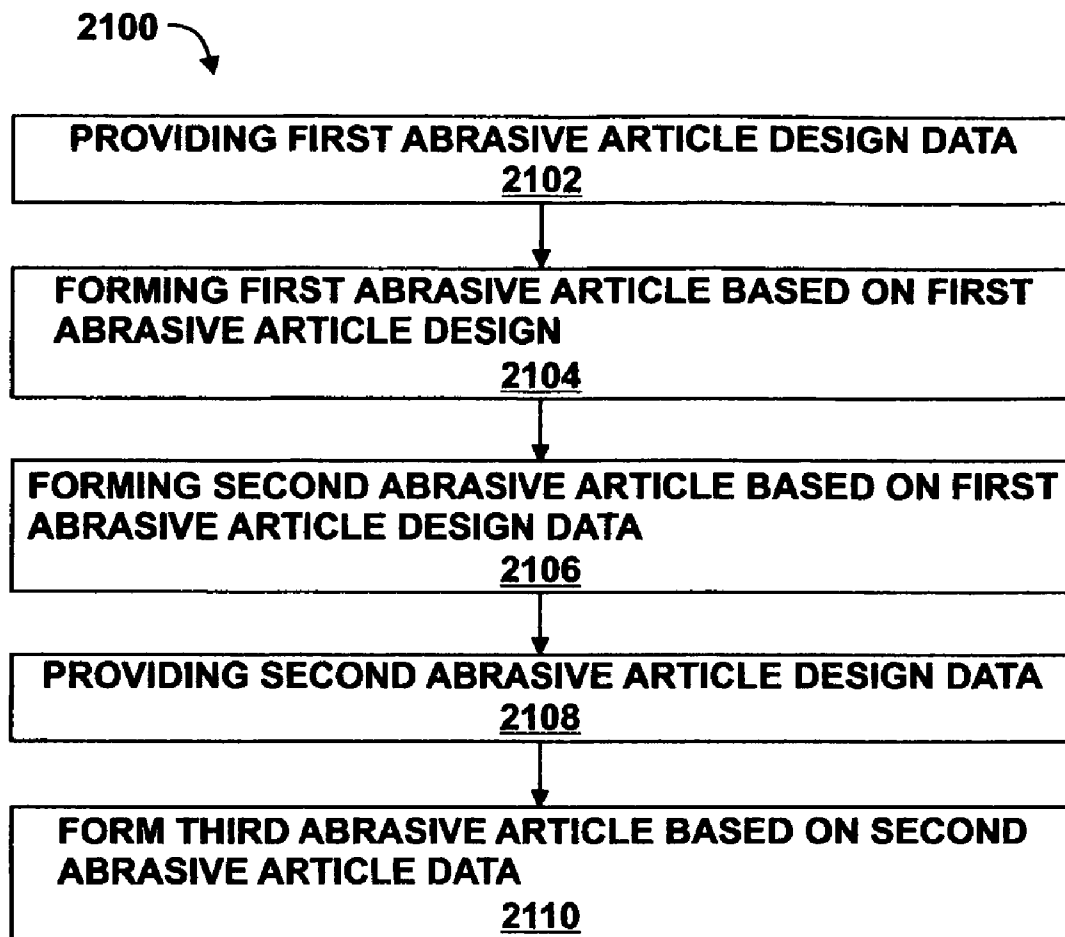 2100
PROVIDING FIRST ABRASIVE ARTICLE DESIGN DATA
2102
FORMING FIRST ABRASIVE ARTICLE BASED ON FIRST
ABRASIVE ARTICLE DESIGN
2104
FORMING SECOND ABRASIVE ARTICLE BASED ON FIRST
ABRASIVE ARTICLE DESIGN DATA
2106
PROVIDING SECOND ABRASIVE ARTICLE DESIGN DATA
2108
FORM THIRD ABRASIVE ARTICLE BASED ON SECOND
ABRASIVE ARTICLE DATA
2110